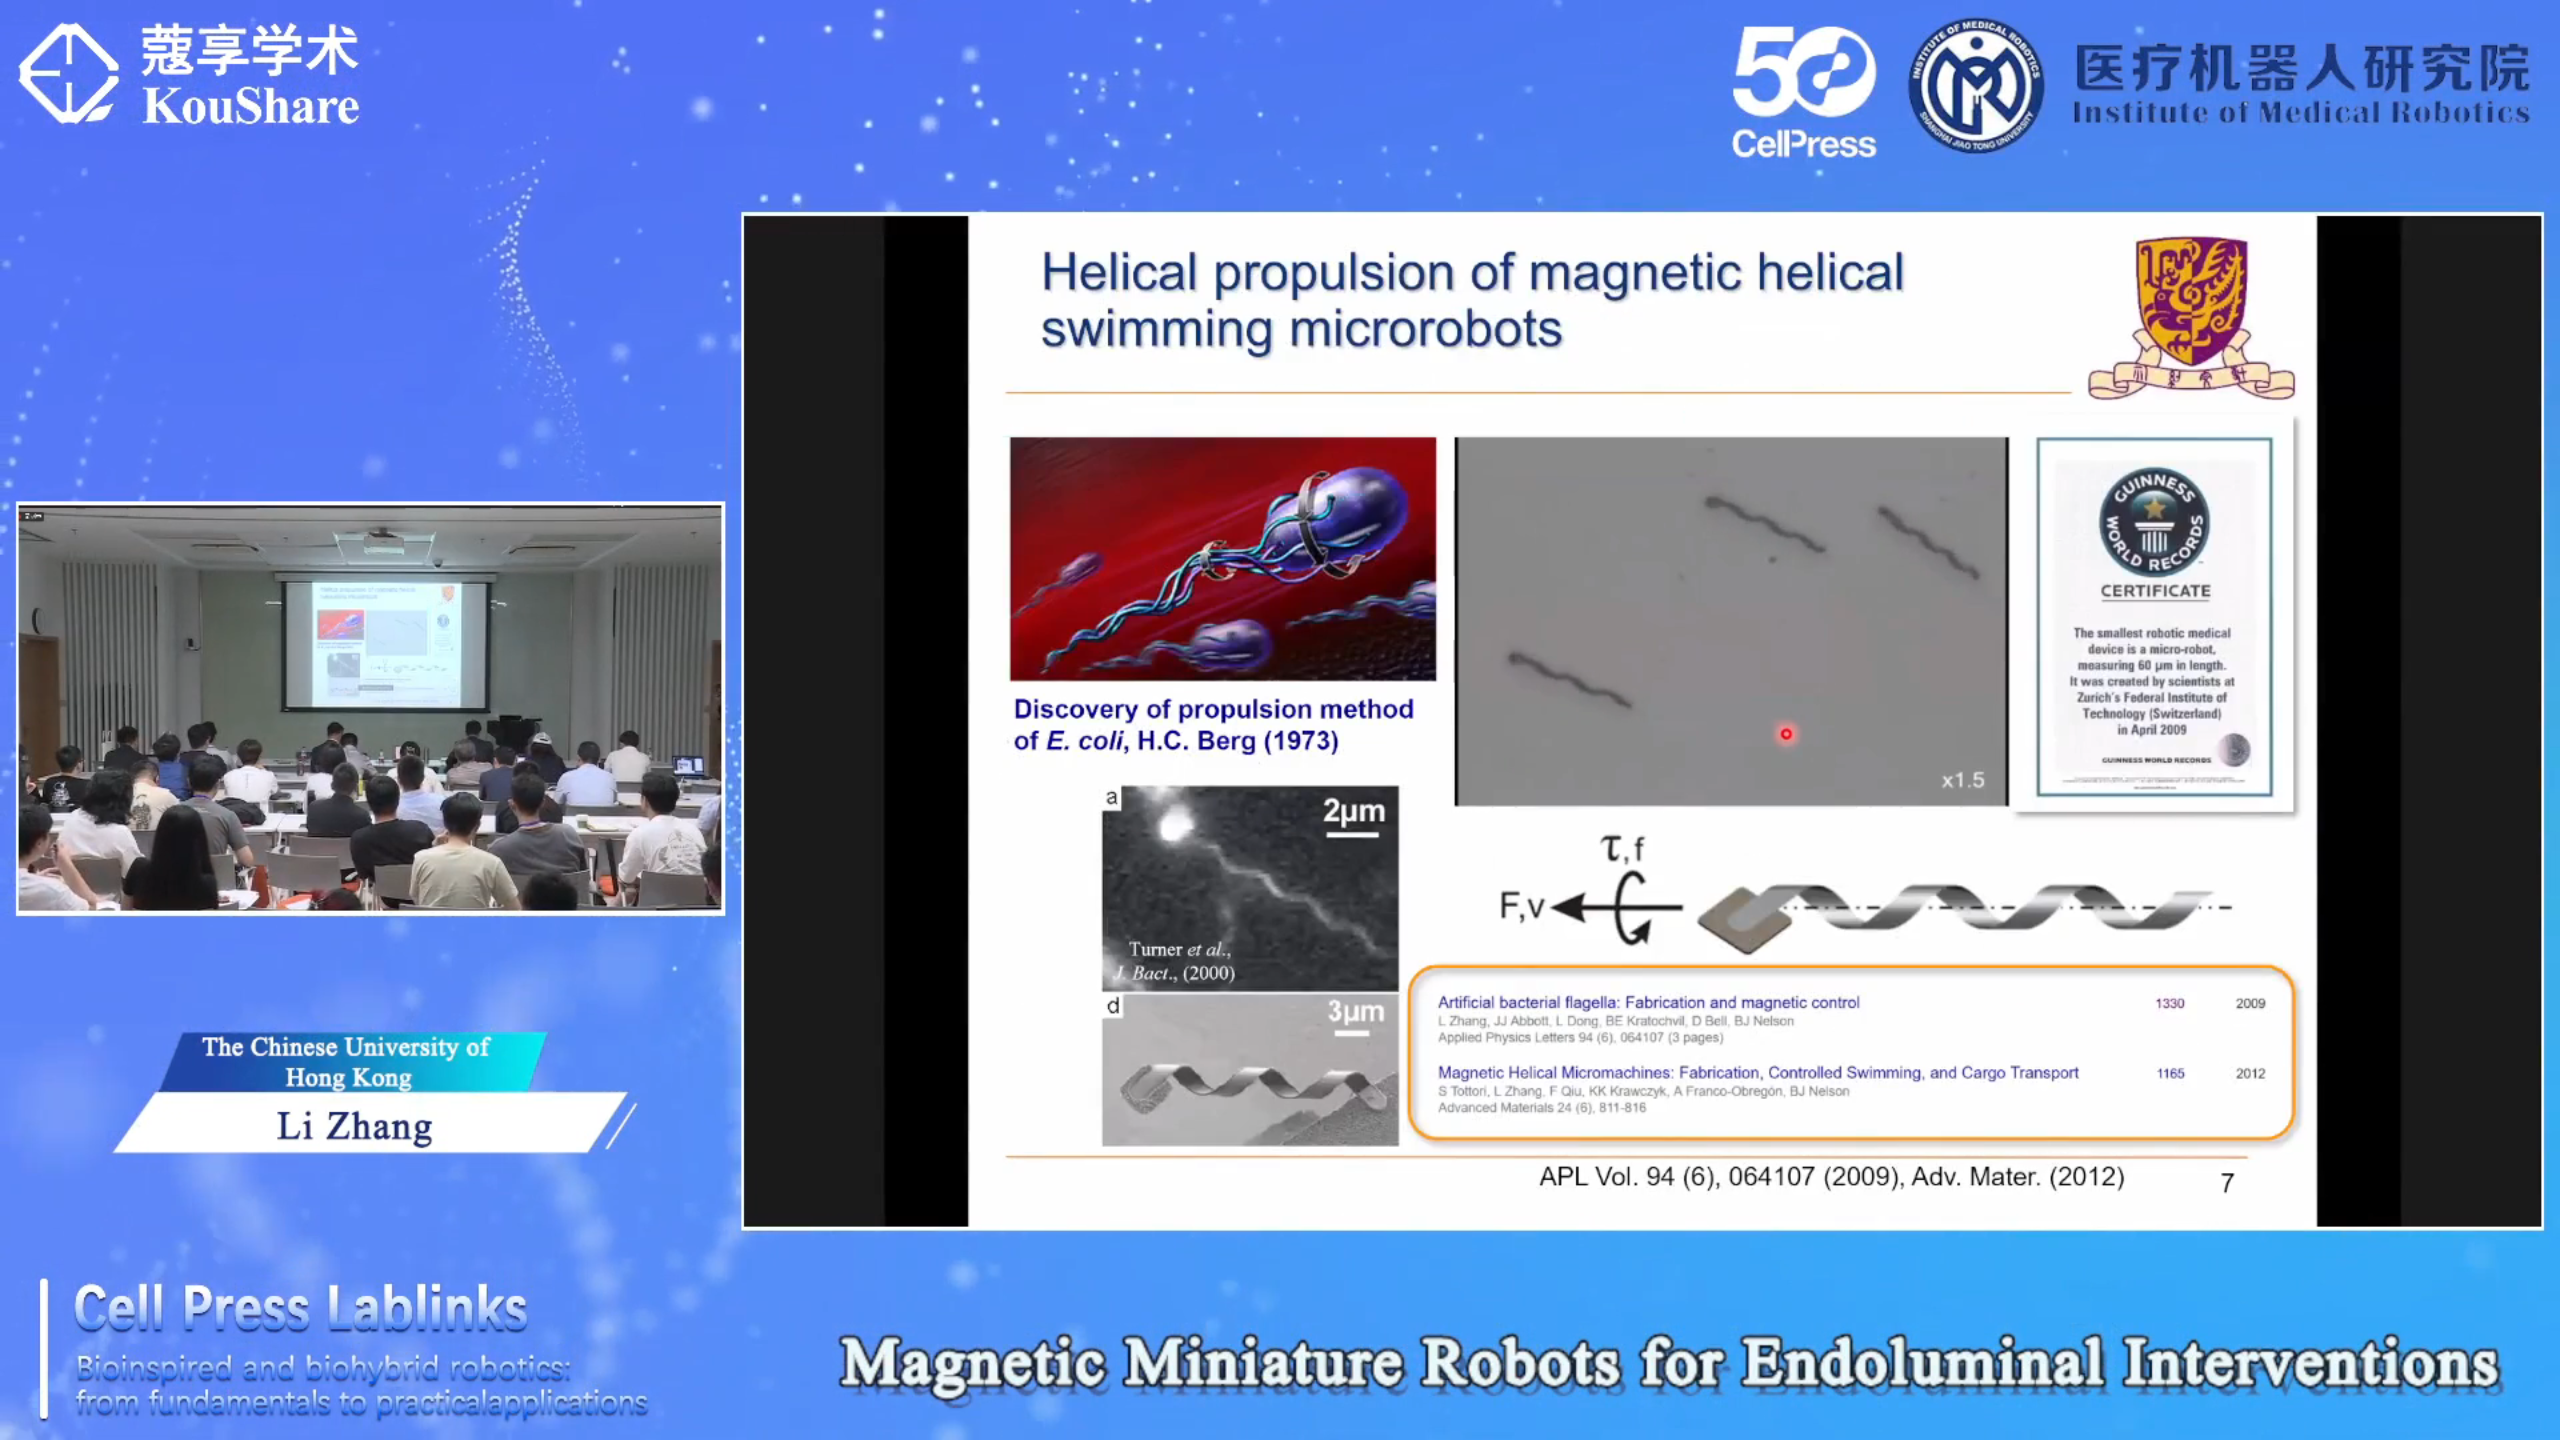 蔻享学术
KouShare
50
CellPress
INSTITUTE OF MEDICAL ROBOTICS
SHANGHAI JIAO TONG UNIVERSITY
医疗机器人研究院
Institute of Medical Robotics
Helical propulsion of magnetic helical
swimming microrobots
Discovery of propulsion method
of E. coli, H.C. Berg (1973)
x1.5
GUINNESS
WORLD RECORDS
CERTIFICATE
The smallest robotic medical
device is a micro-robot,
measuring 60 µm in length.
It was created by scientists at
Zurich's Federal Institute of
Technology (Switzerland)
in April 2009
GUINNESS WORLD RECORDS
a
2µm
Turner et al.,
J. Bact., (2000)
d
3µm
τ,f
F,v
Artificial bacterial flagella: Fabrication and magnetic control 1330 2009
L Zhang, JJ Abbott, L Dong, BE Kratochvil, D Bell, BJ Nelson
Applied Physics Letters 94 (6), 064107 (3 pages)
Magnetic Helical Micromachines: Fabrication, Controlled Swimming, and Cargo Transport 1165 2012
S Tottori, L Zhang, F Qiu, KK Krawczyk, A Franco-Obregón, BJ Nelson
Advanced Materials 24 (6), 811-816
APL Vol. 94 (6), 064107 (2009), Adv. Mater. (2012)
7
The Chinese University of
Hong Kong
Li Zhang
Cell Press Lablinks
Bioinspired and biohybrid robotics:
from fundamentals to practicalapplications
Magnetic Miniature Robots for Endoluminal Interventions